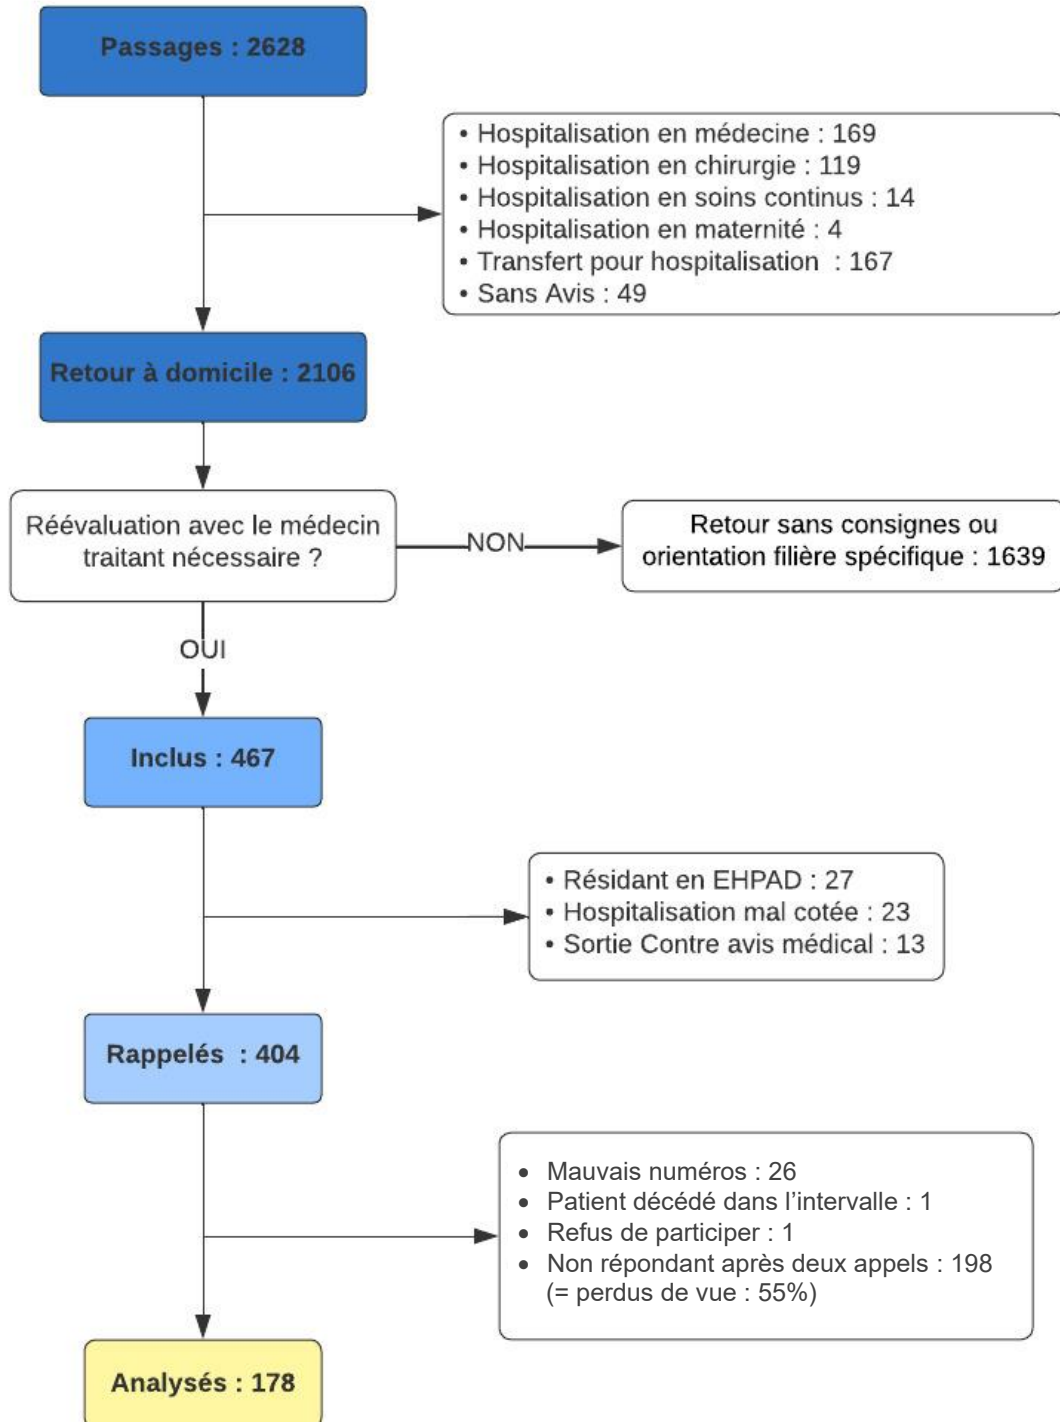 Passages : 2628
• Hospitalisation en médecine : 169
• Hospitalisation en chirurgie : 119
• Hospitalisation en soins continus : 14
• Hospitalisation en maternité : 4
• Transfert pour hospitalisation : 167
• Sans Avis : 49
Retour à domicile : 2106
Réévaluation avec le médecin
traitant nécessaire ?
NON
Retour sans consignes ou
orientation filière spécifique : 1639
OUI
Inclus : 467
• Résidant en EHPAD : 27
• Hospitalisation mal cotée : 23
• Sortie Contre avis médical : 13
Rappelés : 404
• Mauvais numéros : 26
• Patient décédé dans l’intervalle : 1
• Refus de participer : 1
• Non répondant après deux appels : 198
(= perdus de vue : 55%)
Analysés : 178